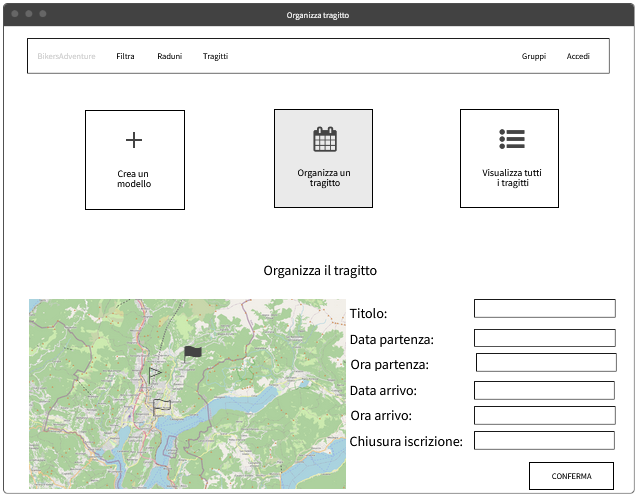 Organizza tragitto
BikersAdventure Filtra Raduni Tragitti Gruppi Accedi
Crea un
modello
Organizza un
tragitto
Visualizza tutti
i tragitti
Organizza il tragitto
Titolo:
Data partenza:
Ora partenza:
Data arrivo:
Ora arrivo:
Chiusura iscrizione:
CONFERMA